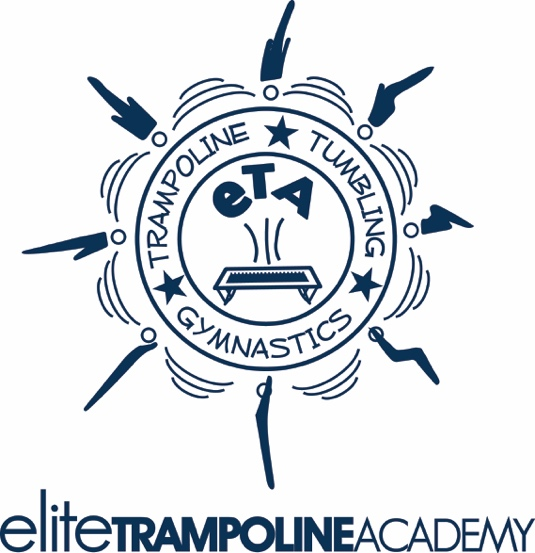 TRAMPOLINE ★ TUMBLING
eTA
★ GYMNASTICS ★
eliteTRAMPOLINEACADEMY